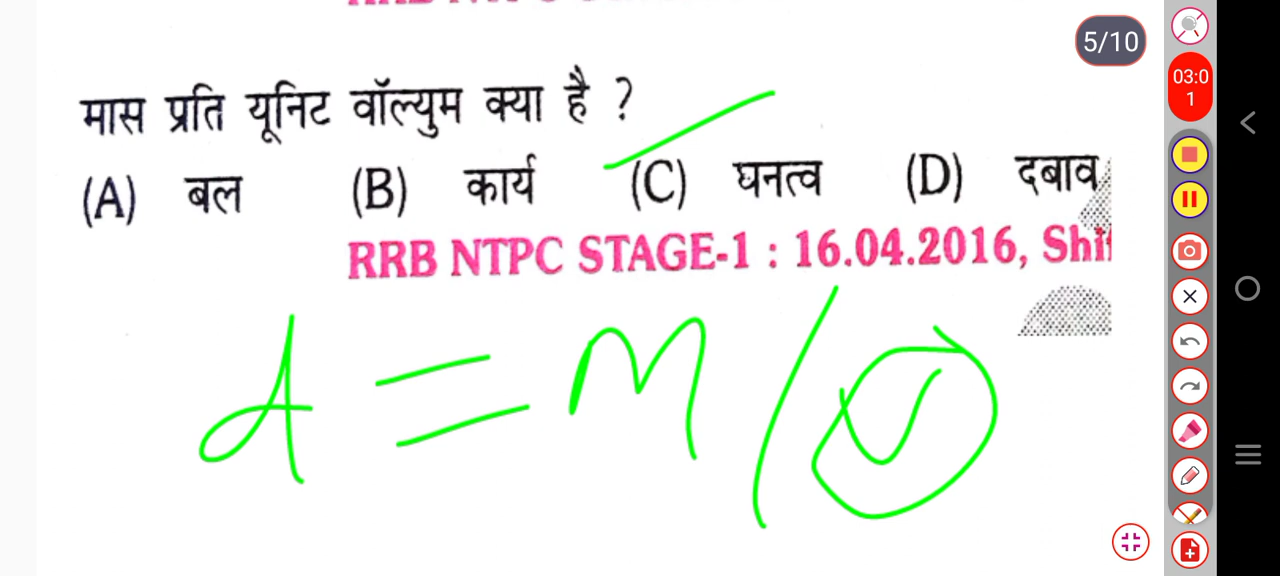 5/10
03:0
1
मास प्रति यूनिट वॉल्युम क्या है ?
(A) बल (B) कार्य (C) घनत्व (D) दबाव
RRB NTPC STAGE-1 : 16.04.2016, Shi
d = M / v